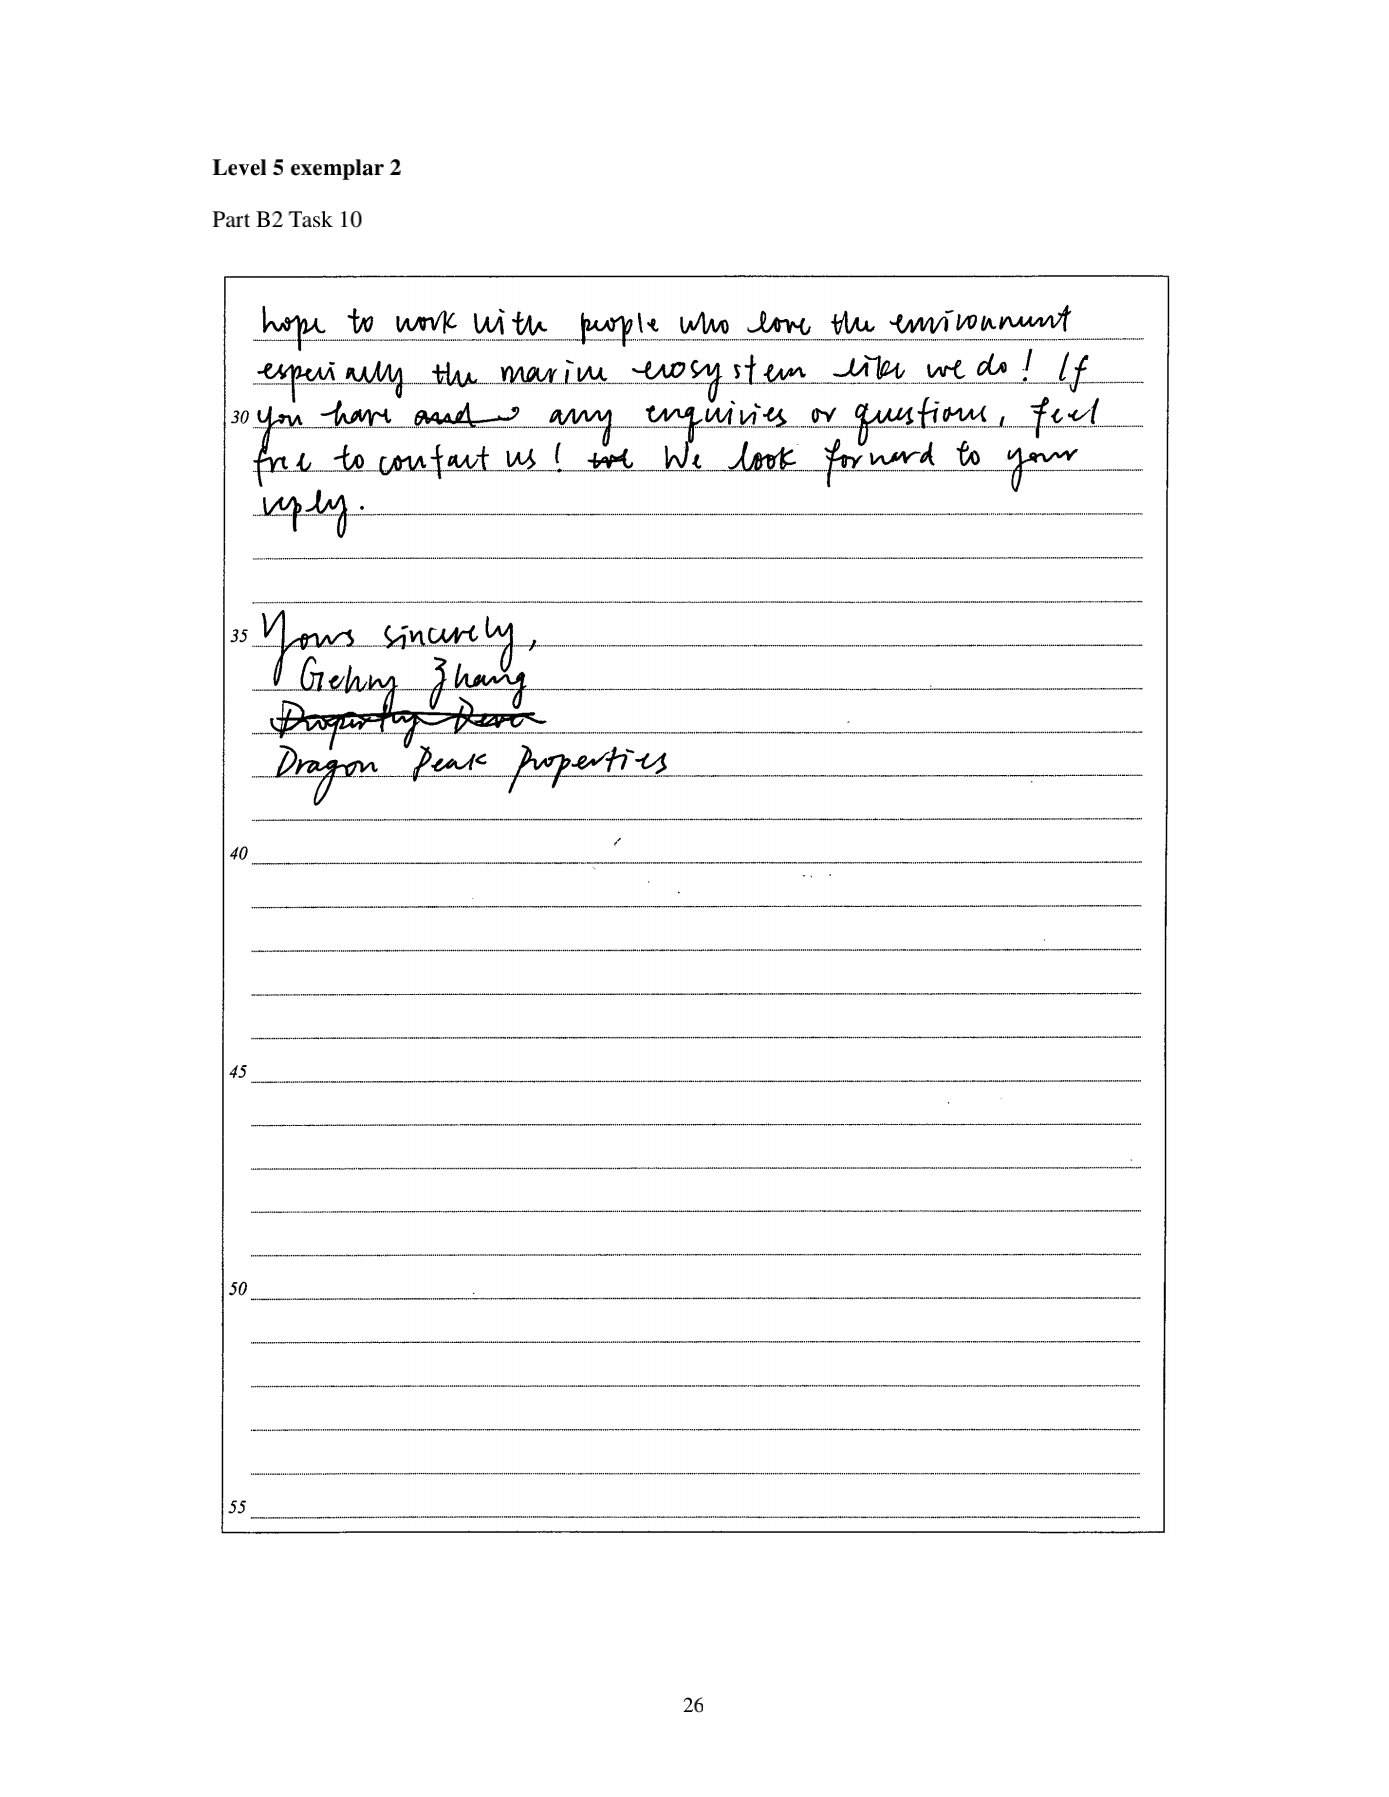 Level 5 exemplar 2
Part B2 Task 10
hope to work with people who love the environment
especially the marine ecosystem like we do! If
30 you have and any enquiries or questions, feel
free to contact us! We look forward to your
reply.
35 Yours sincerely,
Gehny Zhang
Dragon Peak Properties
40
45
50
55
26